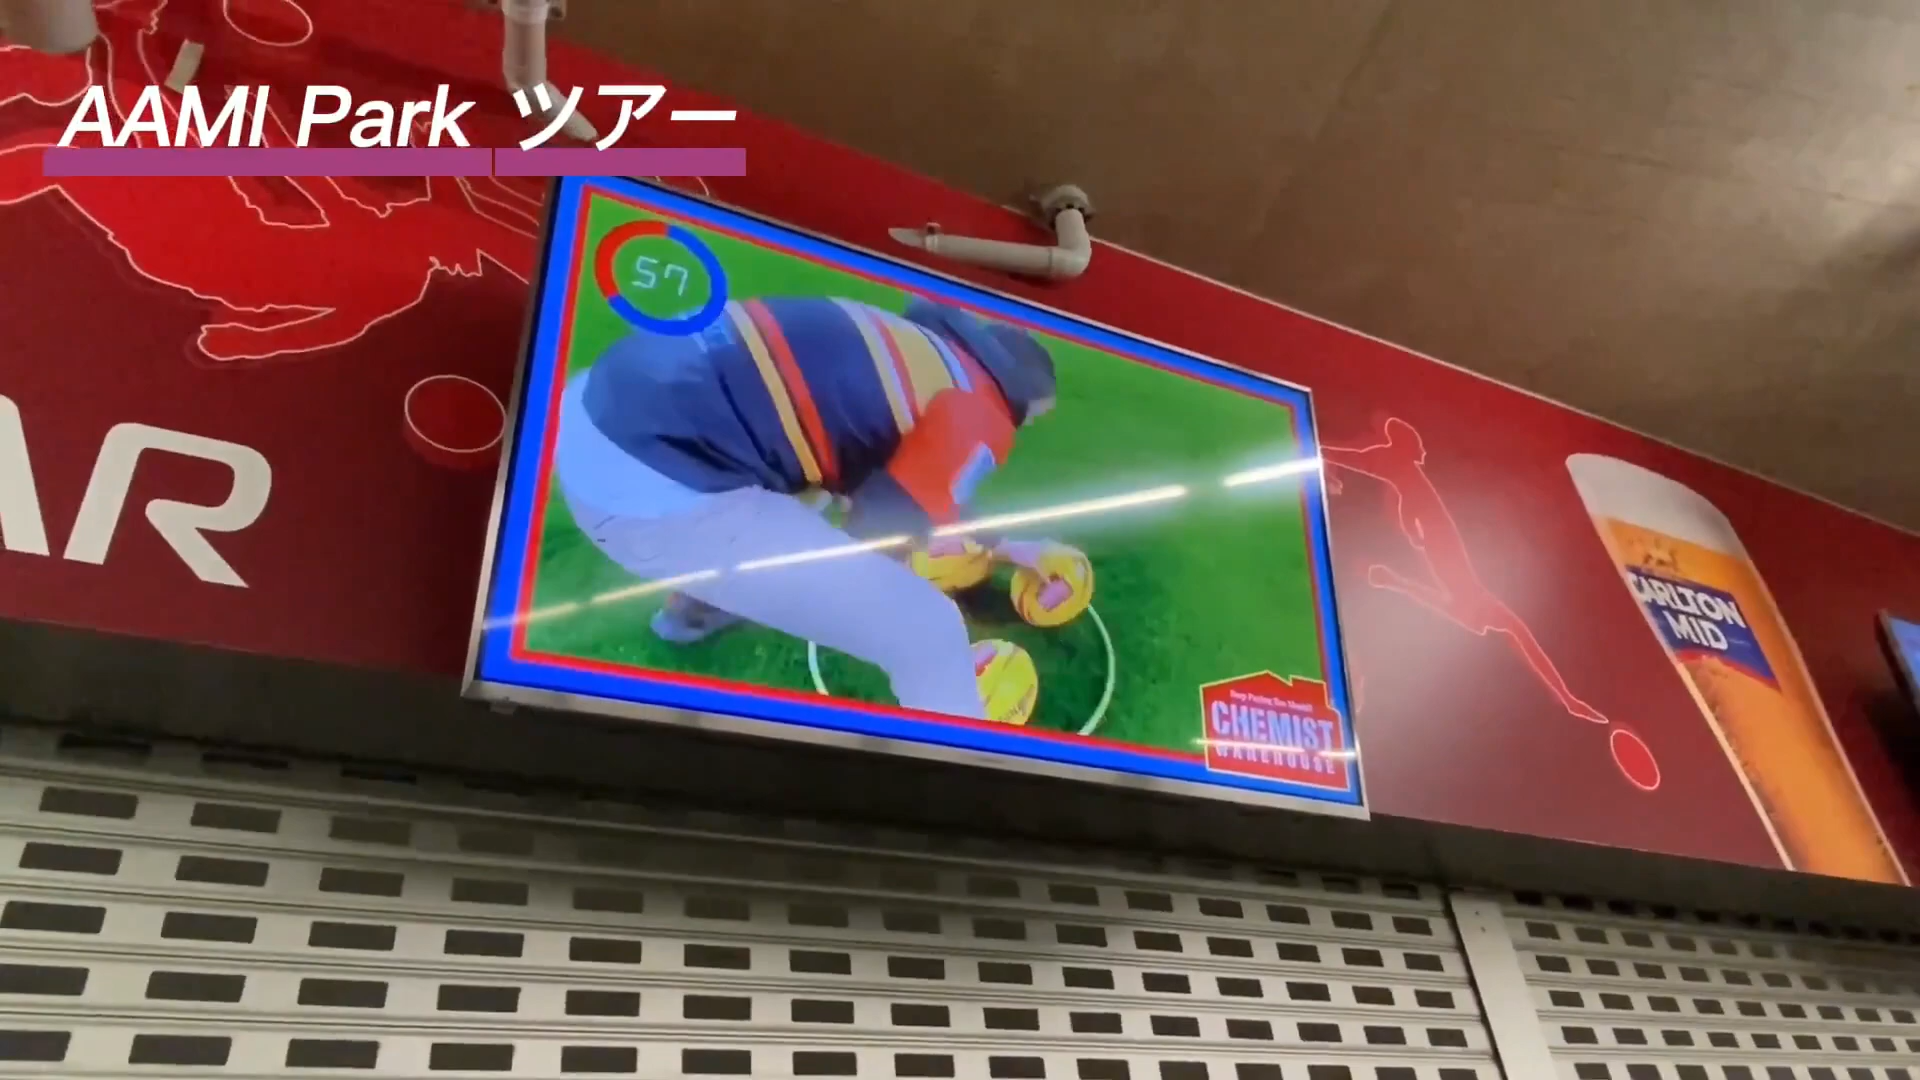 AAMI Park ツアー
57
AR
CARLTON
MID
CHEMIST
WAREHOUSE